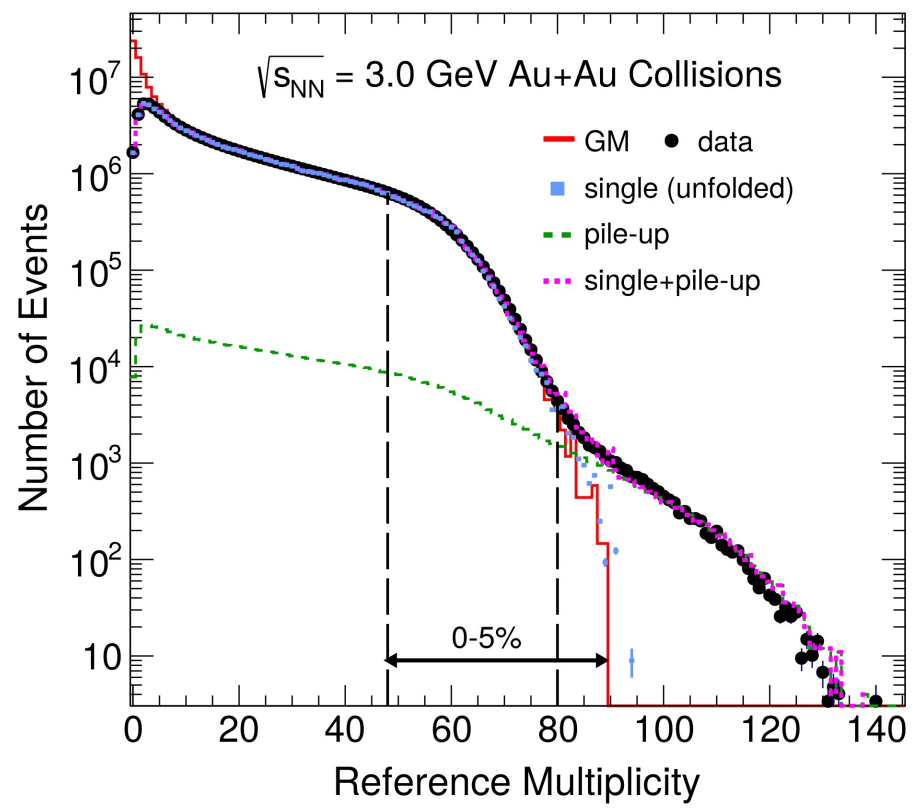 √s_NN = 3.0 GeV Au+Au Collisions
GM data
single (unfolded)
pile-up
single+pile-up
0-5%
Number of Events
10^7
10^6
10^5
10^4
10^3
10^2
10
0 20 40 60 80 100 120 140
Reference Multiplicity